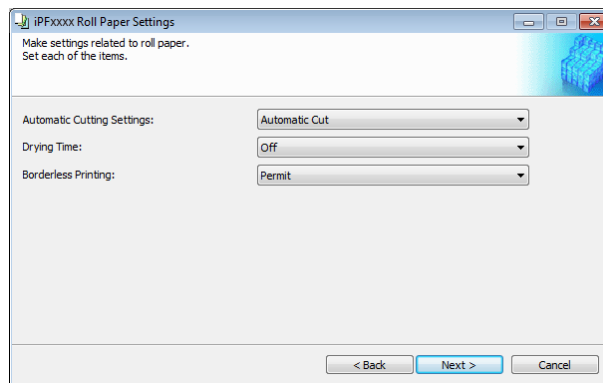 iPFxxxx Roll Paper Settings
Make settings related to roll paper.
Set each of the items.
Automatic Cutting Settings: Automatic Cut
Drying Time: Off
Borderless Printing: Permit
< Back Next > Cancel